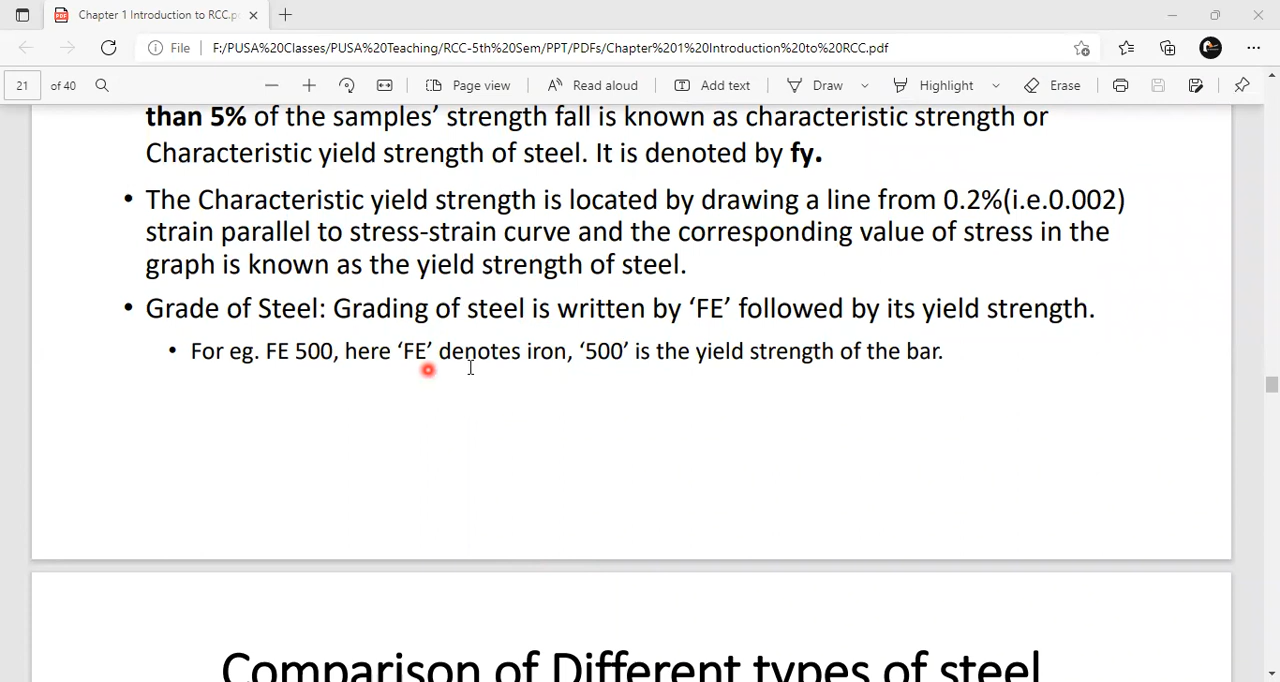 Chapter 1 Introduction to RCC.p
File F:/PUSA%20Classes/PUSA%20Teaching/RCC-5th%20Sem/PPT/PDFs/Chapter%201%20Introduction%20to%20RCC.pdf
21 of 40 Page view Read aloud Add text Draw Highlight Erase
than 5% of the samples’ strength fall is known as characteristic strength or
Characteristic yield strength of steel. It is denoted by fy.
• The Characteristic yield strength is located by drawing a line from 0.2%(i.e.0.002)
strain parallel to stress-strain curve and the corresponding value of stress in the
graph is known as the yield strength of steel.
• Grade of Steel: Grading of steel is written by ‘FE’ followed by its yield strength.
• For eg. FE 500, here ‘FE’ denotes iron, ‘500’ is the yield strength of the bar.
Comparison of Different types of steel